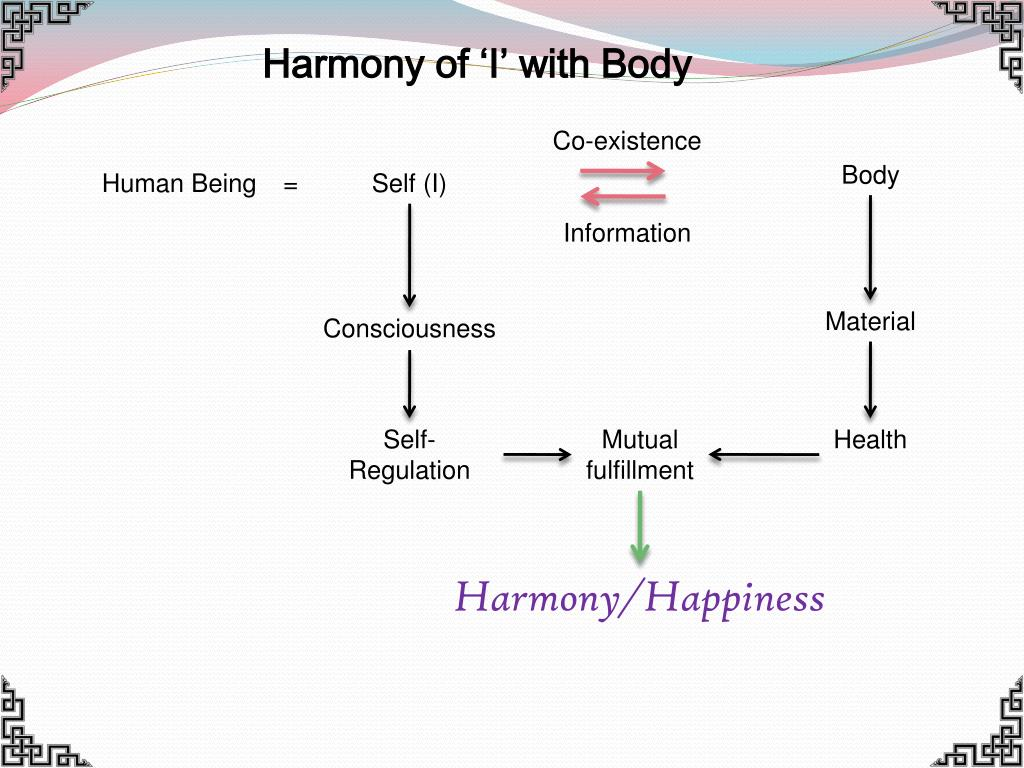 Harmony of ‘I’ with Body
Co-existence
Human Being = Self (I)
Body
Information
Consciousness
Material
Self-
Regulation
Mutual
fulfillment
Health
Harmony/Happiness